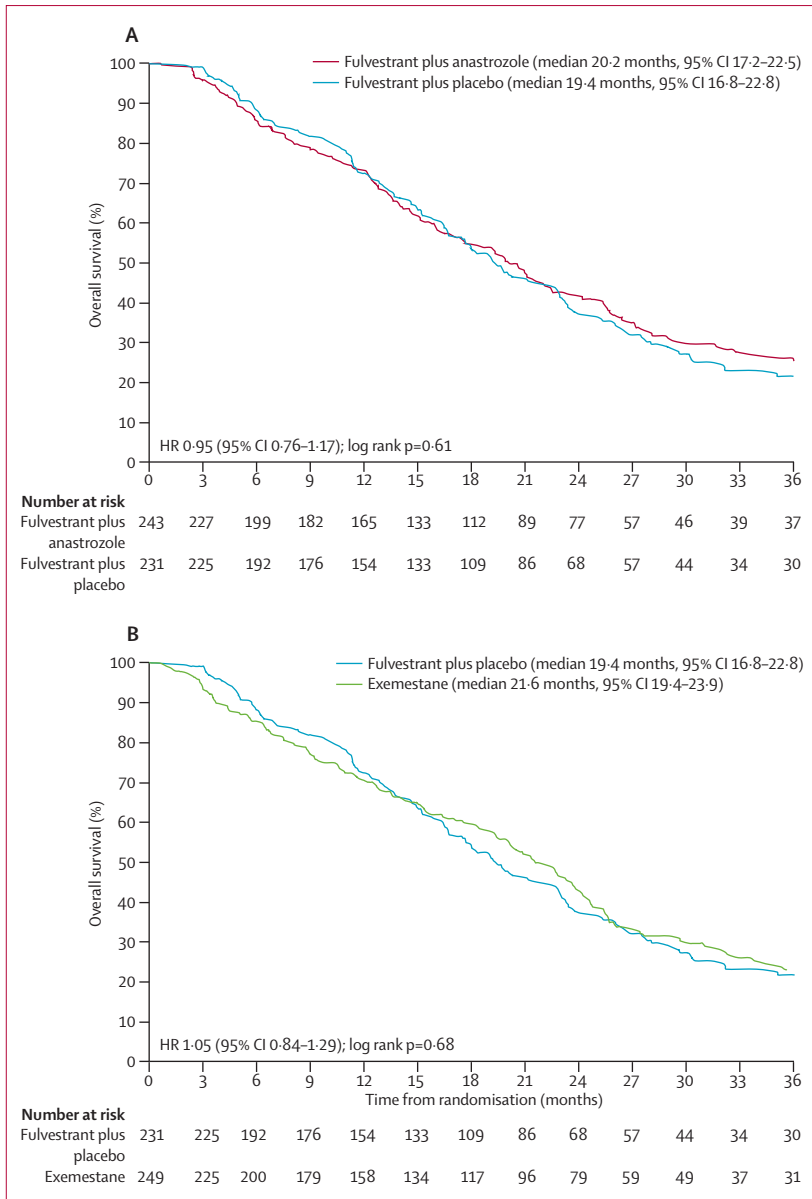 A
Fulvestrant plus anastrozole (median 20·2 months, 95% CI 17·2–22·5)
Fulvestrant plus placebo (median 19·4 months, 95% CI 16·8–22·8)
100
90
80
70
60
50
40
30
20
10
0
Overall survival (%)
HR 0·95 (95% CI 0·76–1·17); log rank p=0·61
0 3 6 9 12 15 18 21 24 27 30 33 36
Number at risk
Fulvestrant plus 243 227 199 182 165 133 112 89 77 57 46 39 37
anastrozole
Fulvestrant plus 231 225 192 176 154 133 109 86 68 57 44 34 30
placebo
B
Fulvestrant plus placebo (median 19·4 months, 95% CI 16·8–22·8)
Exemestane (median 21·6 months, 95% CI 19·4–23·9)
100
90
80
70
60
50
40
30
20
10
0
Overall survival (%)
HR 1·05 (95% CI 0·84–1·29); log rank p=0·68
0 3 6 9 12 15 18 21 24 27 30 33 36
Time from randomisation (months)
Number at risk
Fulvestrant plus 231 225 192 176 154 133 109 86 68 57 44 34 30
placebo
Exemestane 249 225 200 179 158 134 117 96 79 59 49 37 31